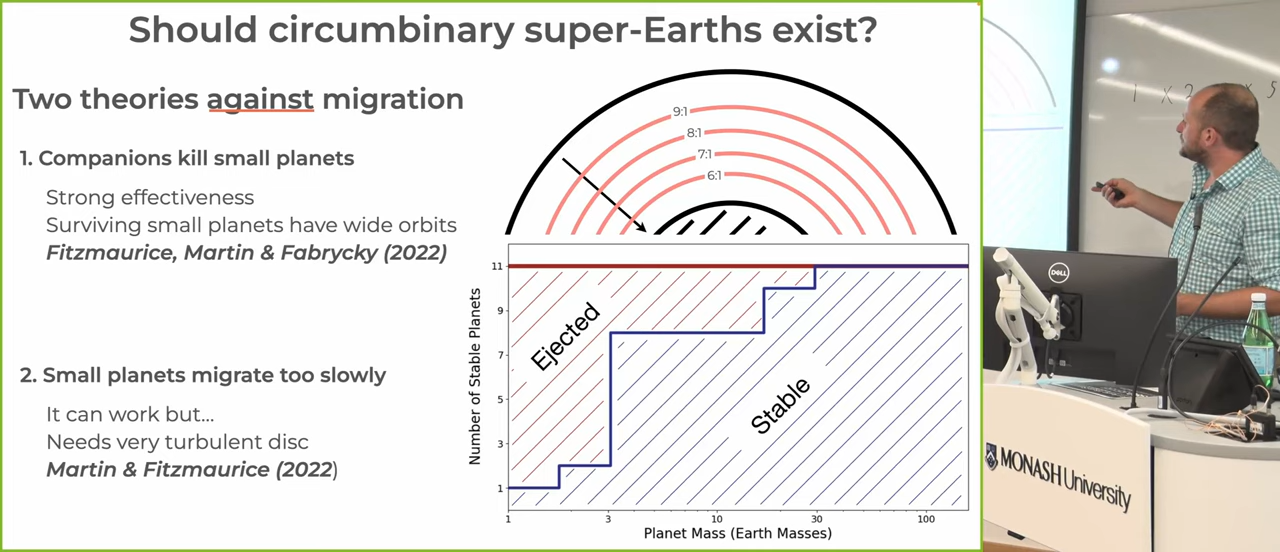 Should circumbinary super-Earths exist?
Two theories against migration
1. Companions kill small planets
Strong effectiveness
Surviving small planets have wide orbits
Fitzmaurice, Martin & Fabrycky (2022)
2. Small planets migrate too slowly
It can work but...
Needs very turbulent disc
Martin & Fitzmaurice (2022)
9:1
8:1
7:1
6:1
Number of Stable Planets
11
9
7
5
3
1
Ejected
Stable
1
3
10
30
100
Planet Mass (Earth Masses)
1 X 2
X 5
DELL
MONASH University